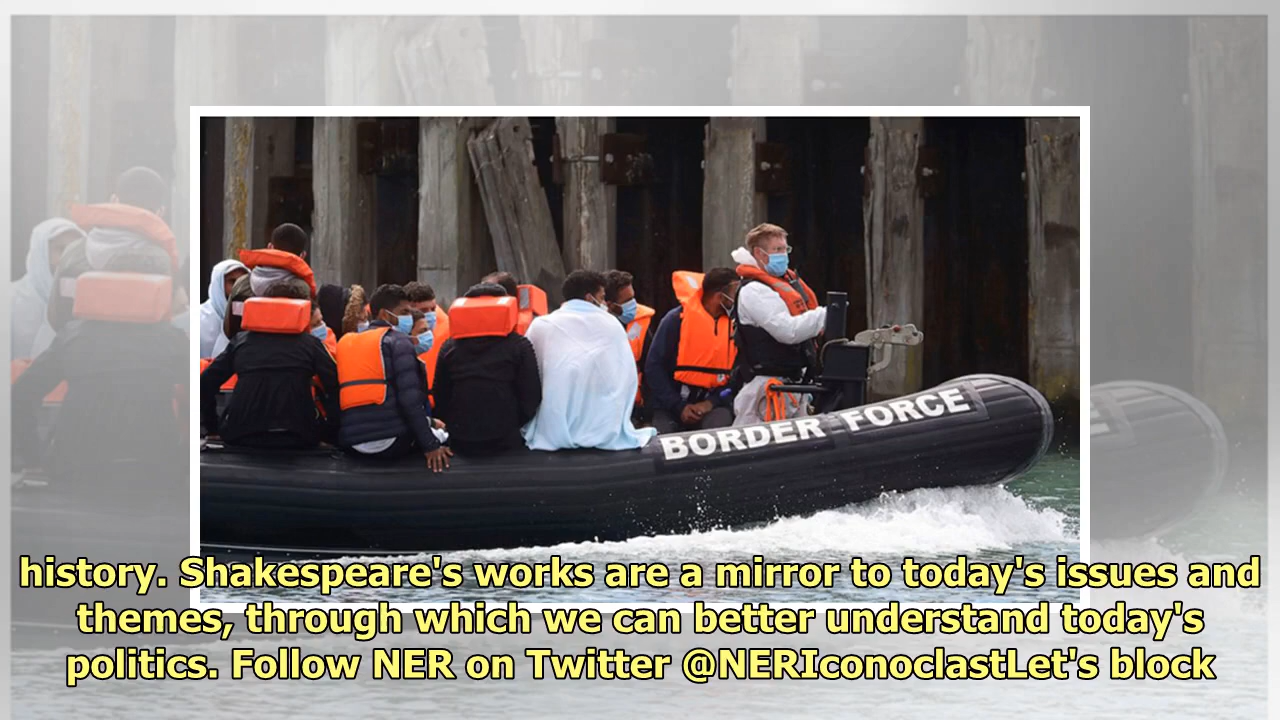 BORDER FORCE
history. Shakespeare's works are a mirror to today's issues and
themes, through which we can better understand today's
politics. Follow NER on Twitter @NERIconoclastLet's block